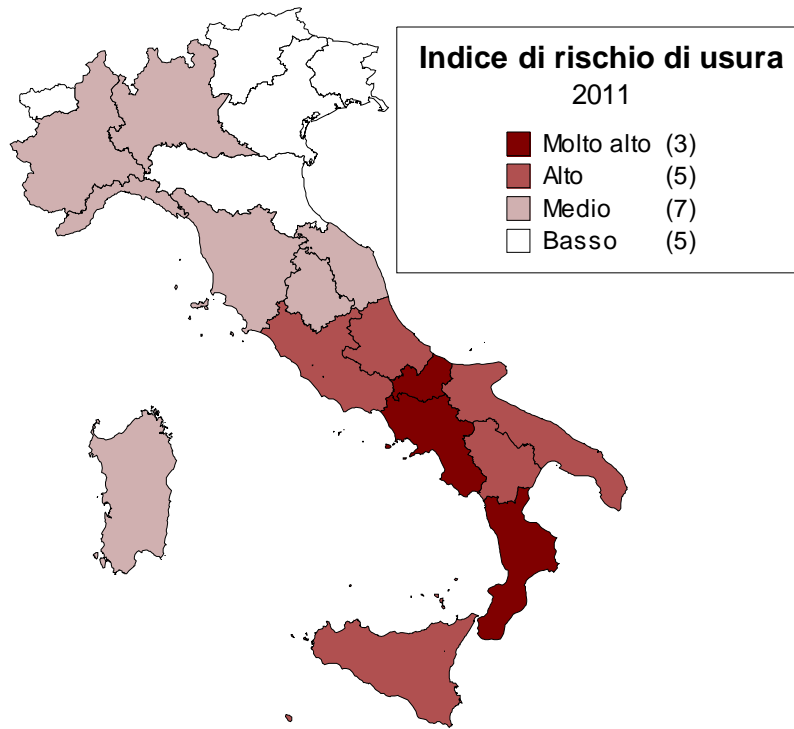 Indice di rischio di usura
2011
Molto alto (3)
Alto (5)
Medio (7)
Basso (5)